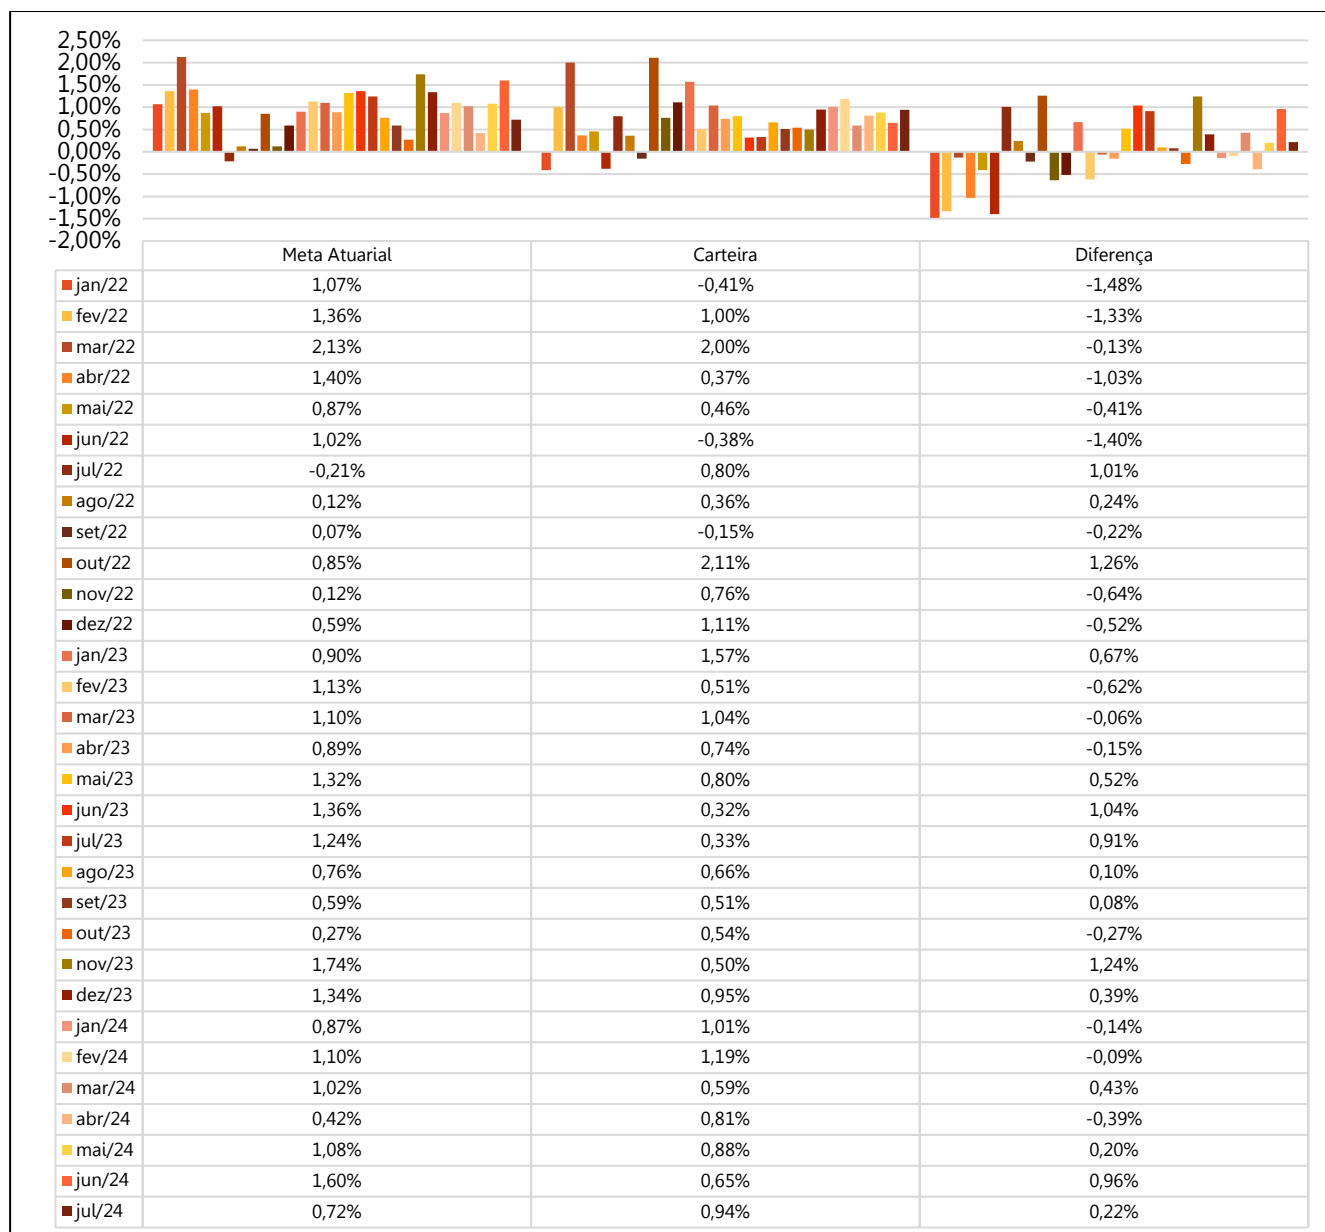 2,50%
2,00%
1,50%
1,00%
0,50%
0,00%
-0,50%
-1,00%
-1,50%
-2,00%
Meta Atuarial Carteira Diferença
jan/22 1,07% -0,41% -1,48%
fev/22 1,36% 1,00% -1,33%
mar/22 2,13% 2,00% -0,13%
abr/22 1,40% 0,37% -1,03%
mai/22 0,87% 0,46% -0,41%
jun/22 1,02% -0,38% -1,40%
jul/22 -0,21% 0,80% 1,01%
ago/22 0,12% 0,36% 0,24%
set/22 0,07% -0,15% -0,22%
out/22 0,85% 2,11% 1,26%
nov/22 0,12% 0,76% -0,64%
dez/22 0,59% 1,11% -0,52%
jan/23 0,90% 1,57% 0,67%
fev/23 1,13% 0,51% -0,62%
mar/23 1,10% 1,04% -0,06%
abr/23 0,89% 0,74% -0,15%
mai/23 1,32% 0,80% 0,52%
jun/23 1,36% 0,32% 1,04%
jul/23 1,24% 0,33% 0,91%
ago/23 0,76% 0,66% 0,10%
set/23 0,59% 0,51% 0,08%
out/23 0,27% 0,54% -0,27%
nov/23 1,74% 0,50% 1,24%
dez/23 1,34% 0,95% 0,39%
jan/24 0,87% 1,01% -0,14%
fev/24 1,10% 1,19% -0,09%
mar/24 1,02% 0,59% 0,43%
abr/24 0,42% 0,81% -0,39%
mai/24 1,08% 0,88% 0,20%
jun/24 1,60% 0,65% 0,96%
jul/24 0,72% 0,94% 0,22%